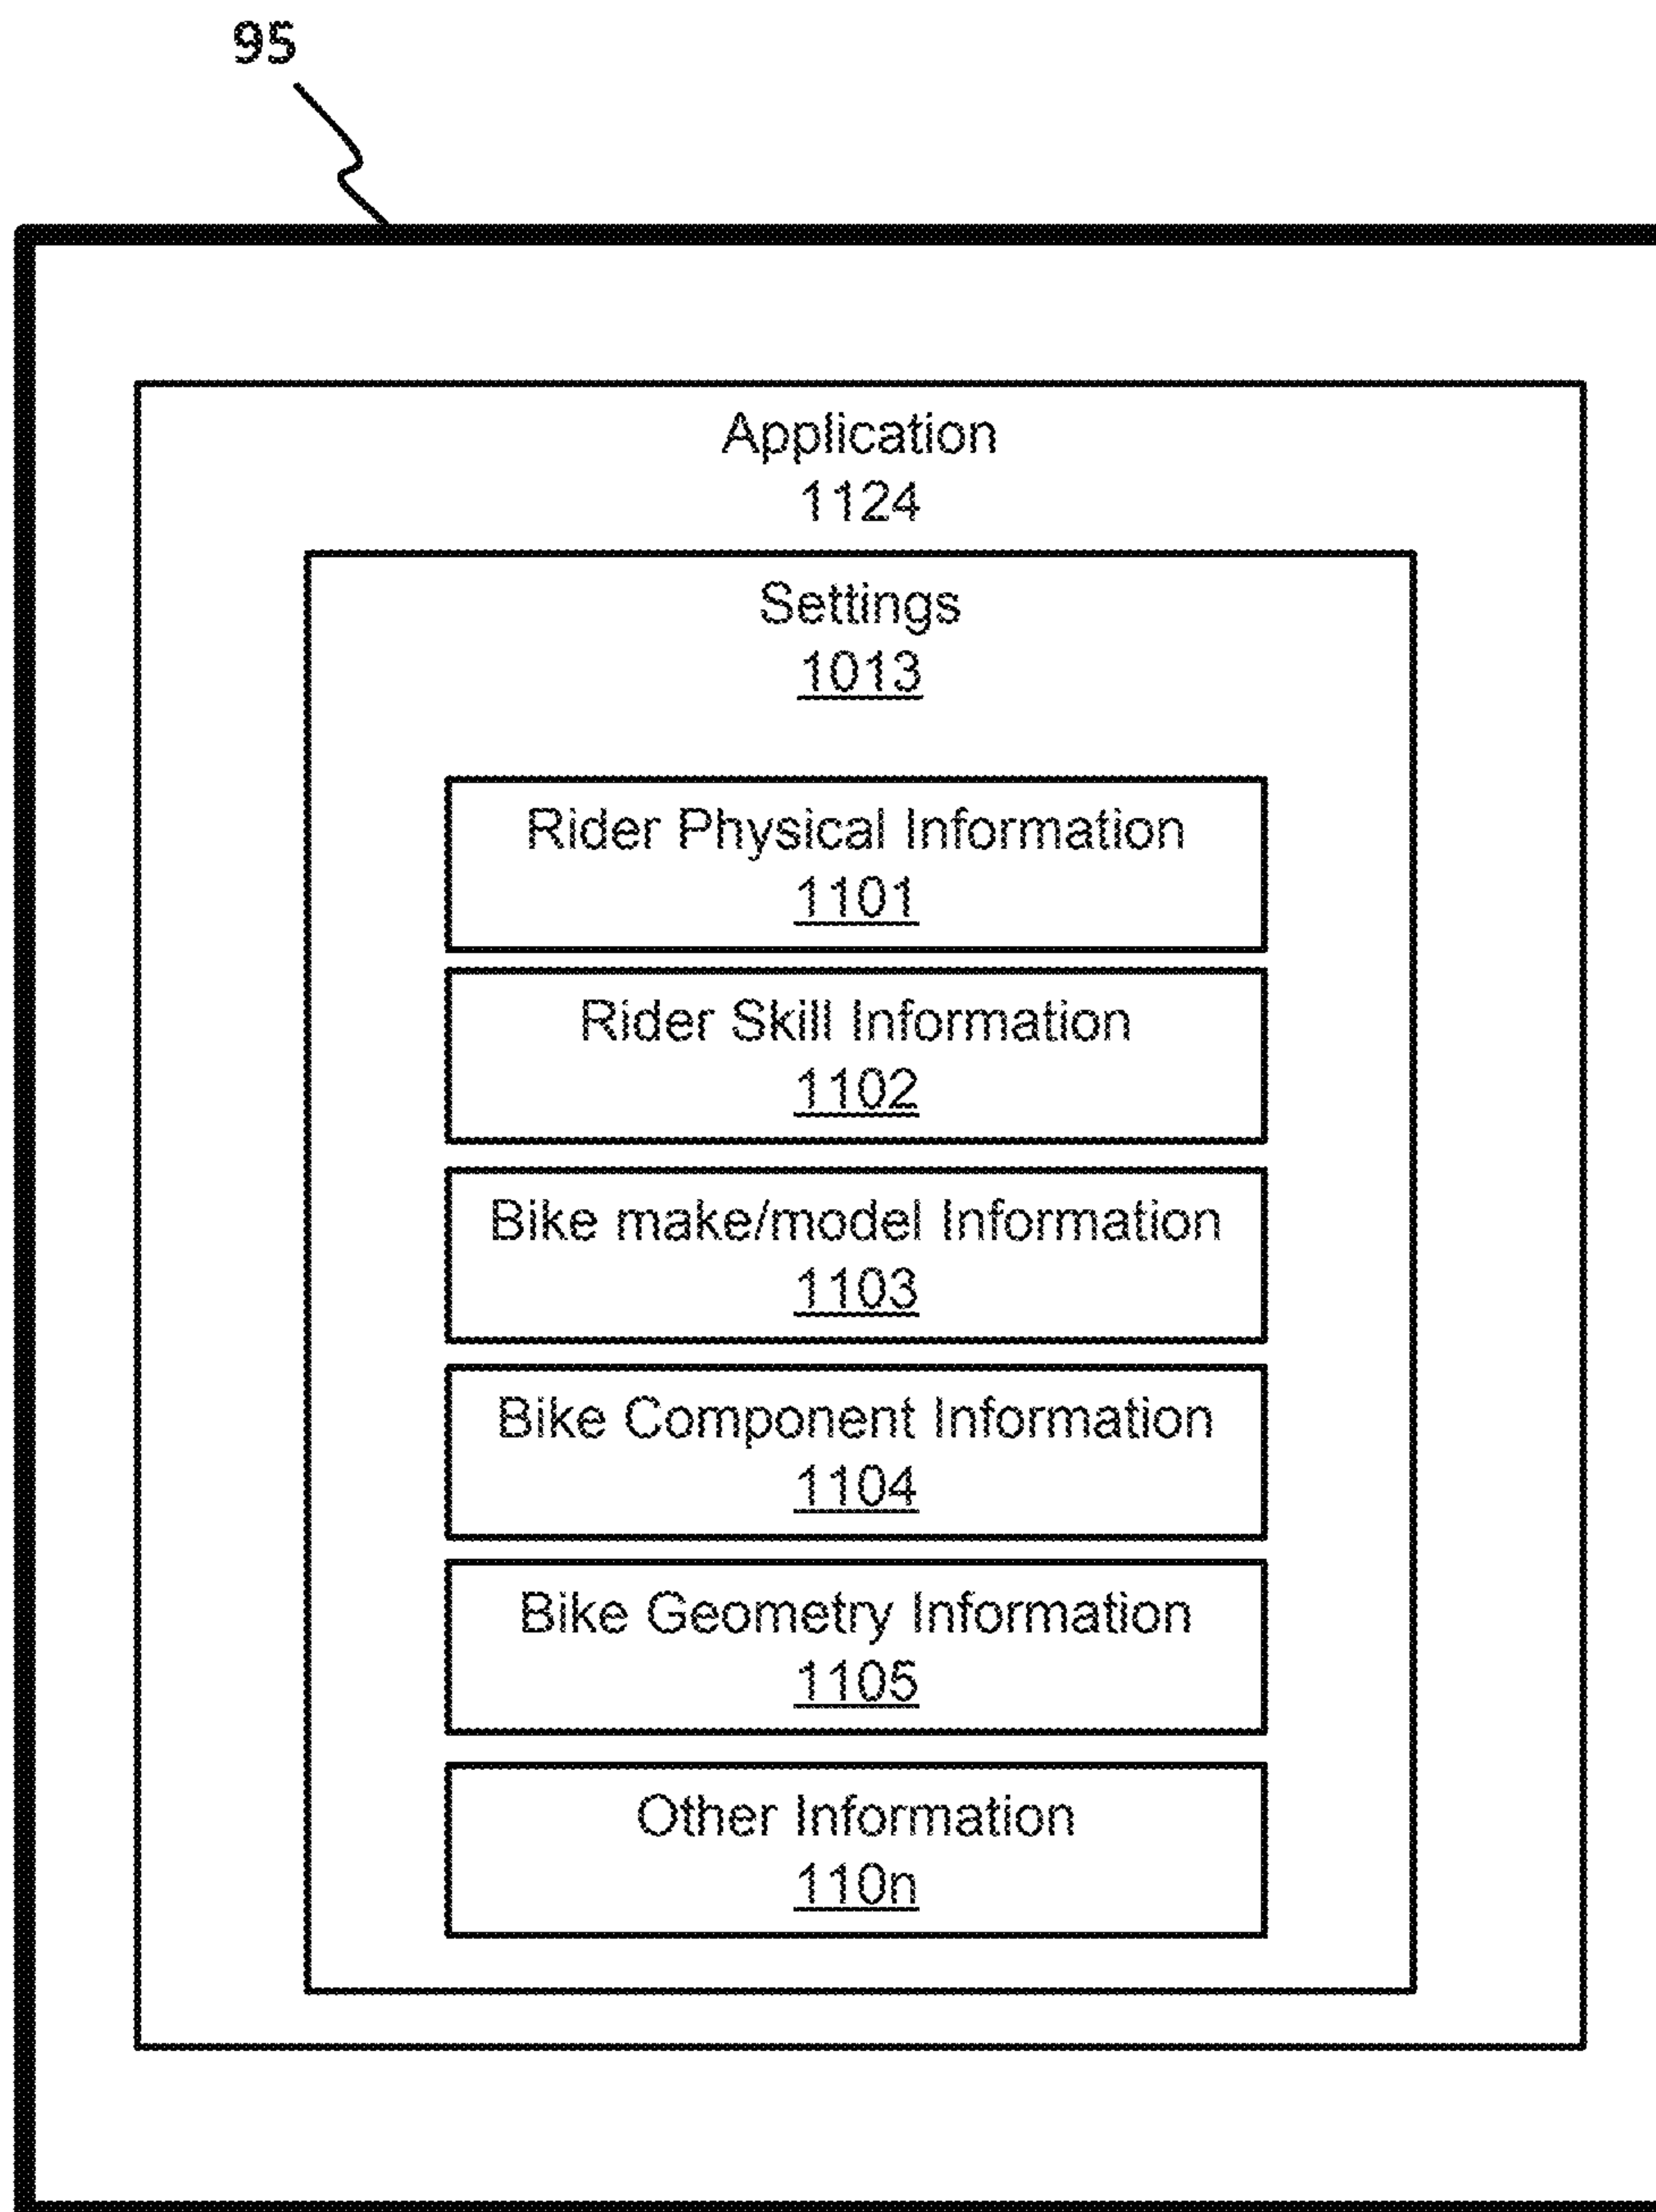 95
Application
1124
Settings
1013
Rider Physical Information
1101
Rider Skill Information
1102
Bike make/model Information
1103
Bike Component Information
1104
Bike Geometry Information
1105
Other Information
110n